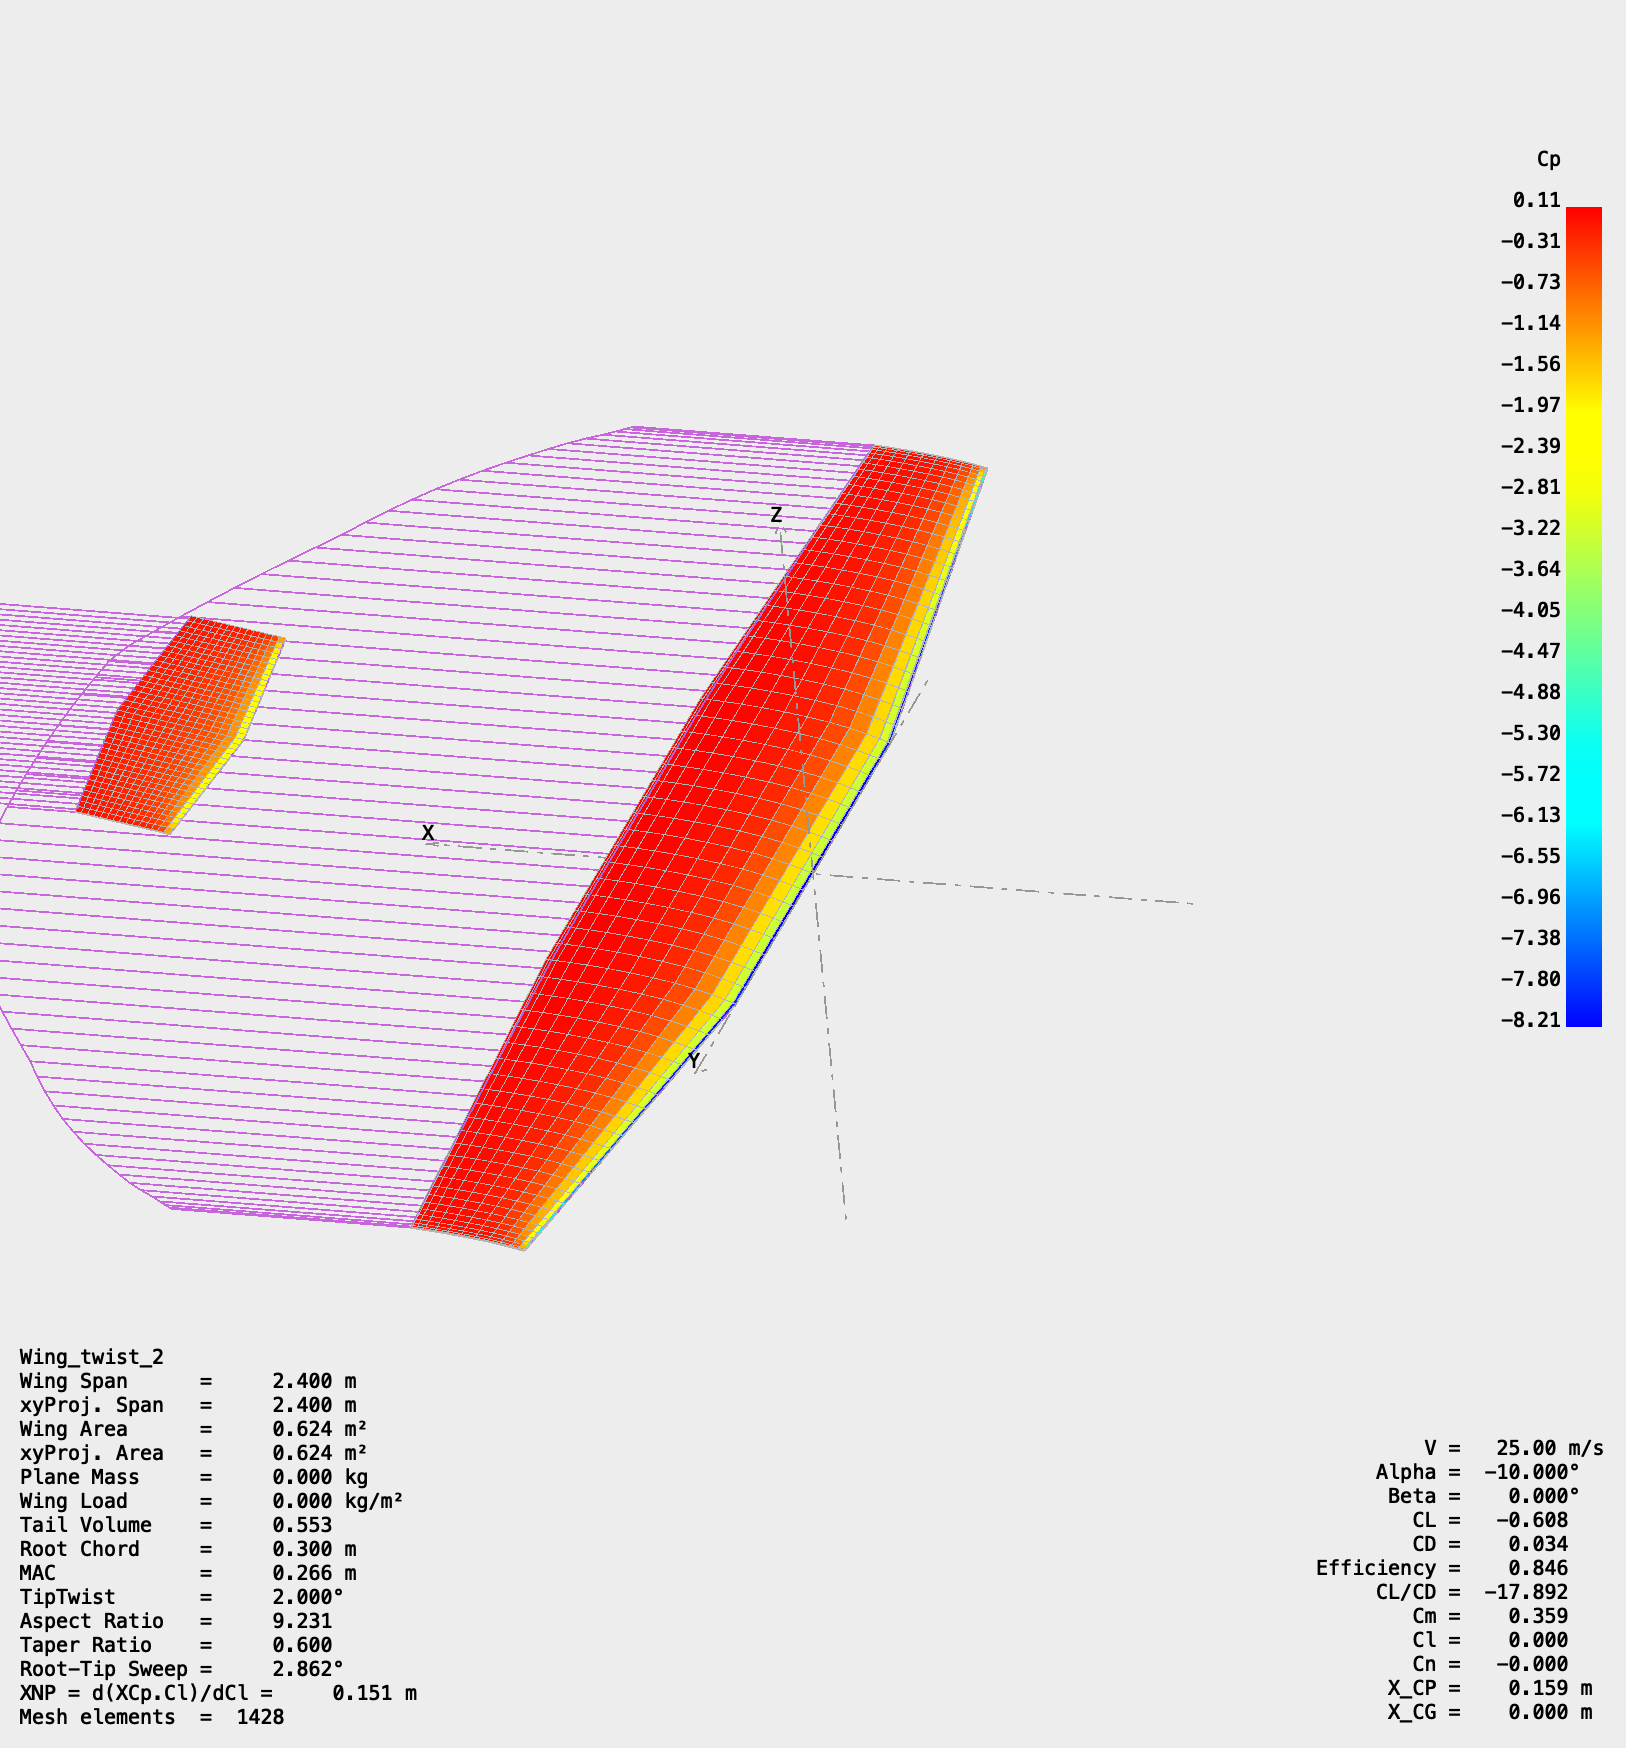 Cp
0.11
-0.31
-0.73
-1.14
-1.56
-1.97
-2.39
-2.81
-3.22
-3.64
-4.05
-4.47
-4.88
-5.30
-5.72
-6.13
-6.55
-6.96
-7.38
-7.80
-8.21
Z
X
Y
Wing_twist_2
Wing Span = 2.400 m
xyProj. Span = 2.400 m
Wing Area = 0.624 m²
xyProj. Area = 0.624 m²
Plane Mass = 0.000 kg
Wing Load = 0.000 kg/m²
Tail Volume = 0.553
Root Chord = 0.300 m
MAC = 0.266 m
TipTwist = 2.000°
Aspect Ratio = 9.231
Taper Ratio = 0.600
Root-Tip Sweep = 2.862°
XNP = d(XCp.Cl)/dCl = 0.151 m
Mesh elements = 1428
V = 25.00 m/s
Alpha = -10.000°
Beta = 0.000°
CL = -0.608
CD = 0.034
Efficiency = 0.846
CL/CD = -17.892
Cm = 0.359
Cl = 0.000
Cn = -0.000
X_CP = 0.159 m
X_CG = 0.000 m